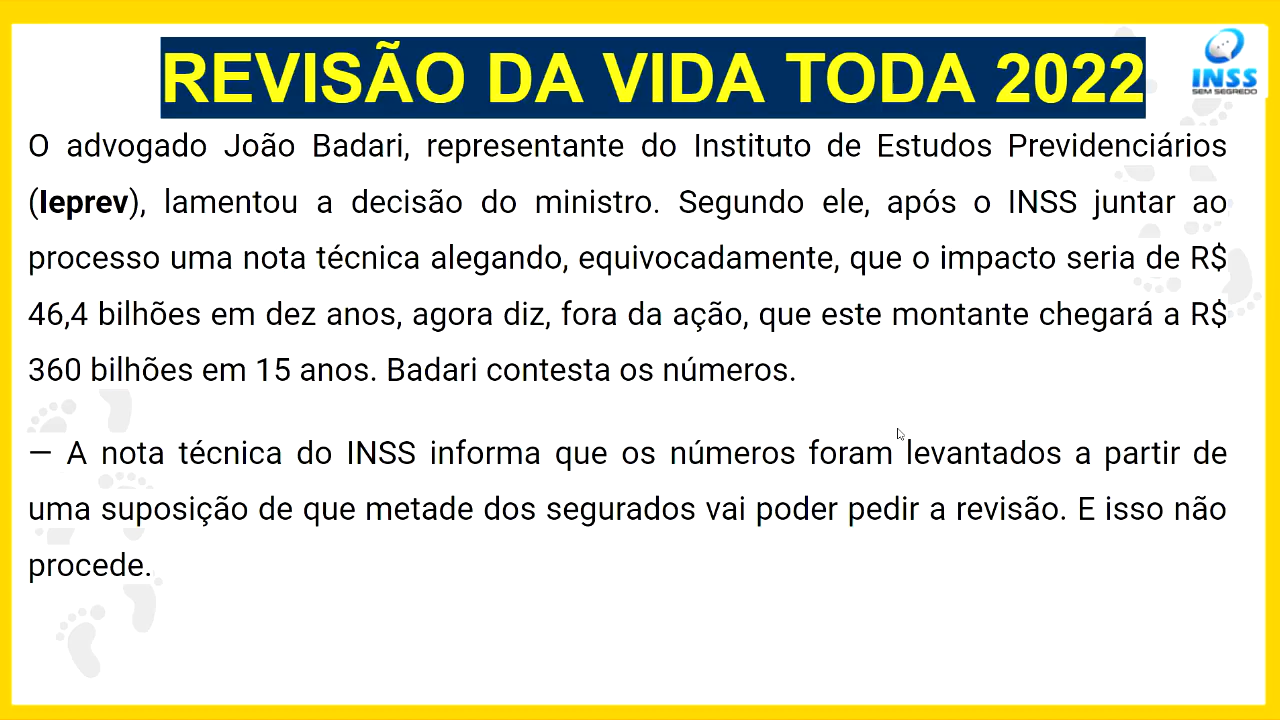 REVISÃO DA VIDA TODA 2022
INSS
SEM SEGREDO
O advogado João Badari, representante do Instituto de Estudos Previdenciários
(Ieprev), lamentou a decisão do ministro. Segundo ele, após o INSS juntar ao
processo uma nota técnica alegando, equivocadamente, que o impacto seria de R$
46,4 bilhões em dez anos, agora diz, fora da ação, que este montante chegará a R$
360 bilhões em 15 anos. Badari contesta os números.
— A nota técnica do INSS informa que os números foram levantados a partir de
uma suposição de que metade dos segurados vai poder pedir a revisão. E isso não
procede.